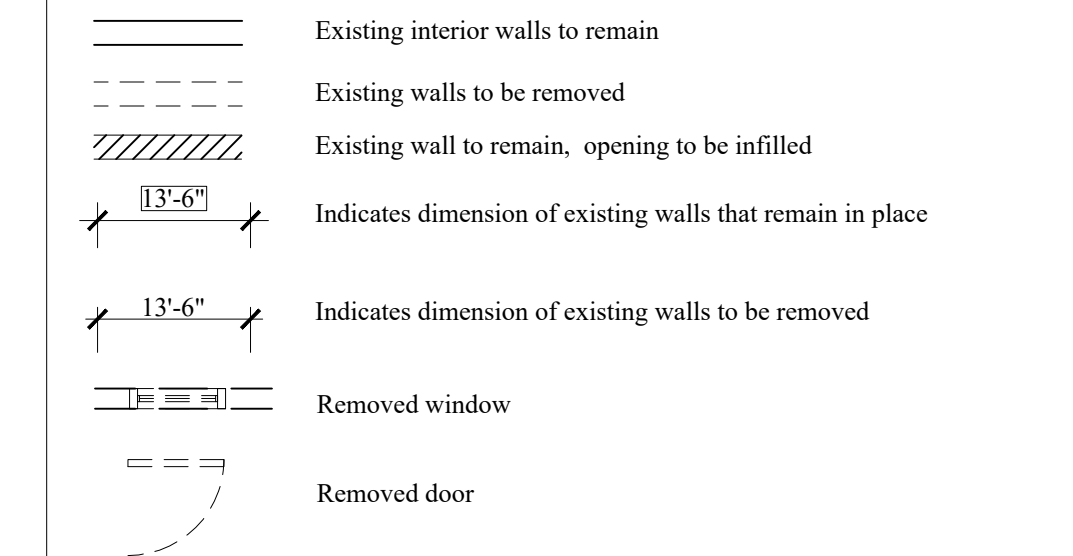 Existing interior walls to remain
Existing walls to be removed
Existing wall to remain,  opening to be infilled
13'-6"
Indicates dimension of existing walls that remain in place
13'-6"
Indicates dimension of existing walls to be removed
Removed window
Removed door